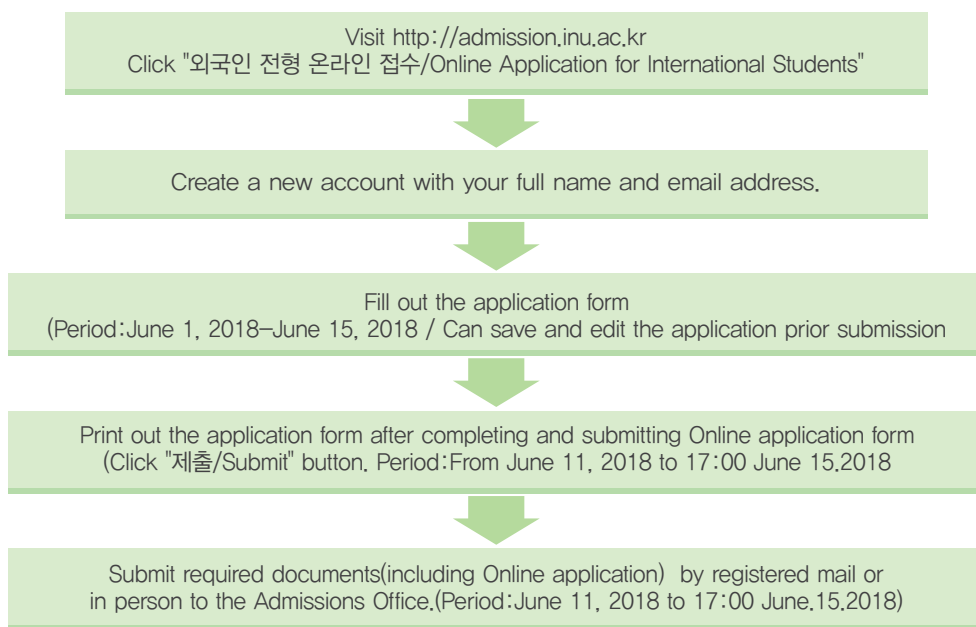 Visit http://admission.inu.ac.kr
Click "외국인 전형 온라인 접수/Online Application for International Students"
Create a new account with your full name and email address.
Fill out the application form
(Period:June 1, 2018-June 15, 2018 / Can save and edit the application prior submission
Print out the application form after completing and submitting Online application form
(Click "제출/Submit" button. Period:From June 11, 2018 to 17:00 June 15.2018
Submit required documents(including Online application) by registered mail or
in person to the Admissions Office.(Period:June 11, 2018 to 17:00 June.15.2018)